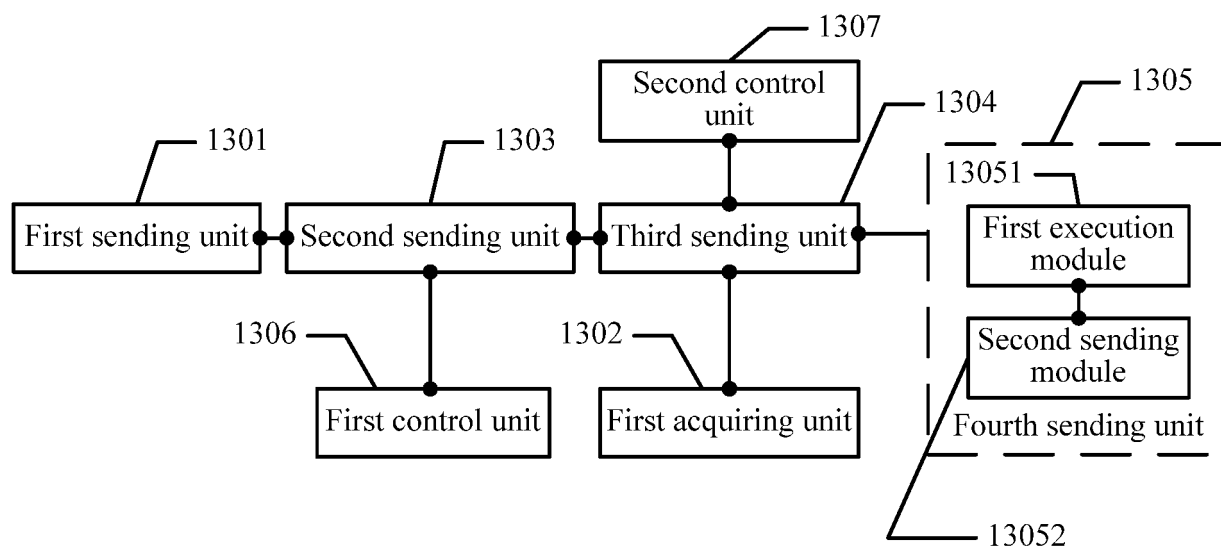 1307
Second control
unit
1305
1304
1301
1303
13051
First sending unit
Second sending unit
Third sending unit
First execution
module
1306
1302
Second sending
module
First control unit
First acquiring unit
Fourth sending unit
13052